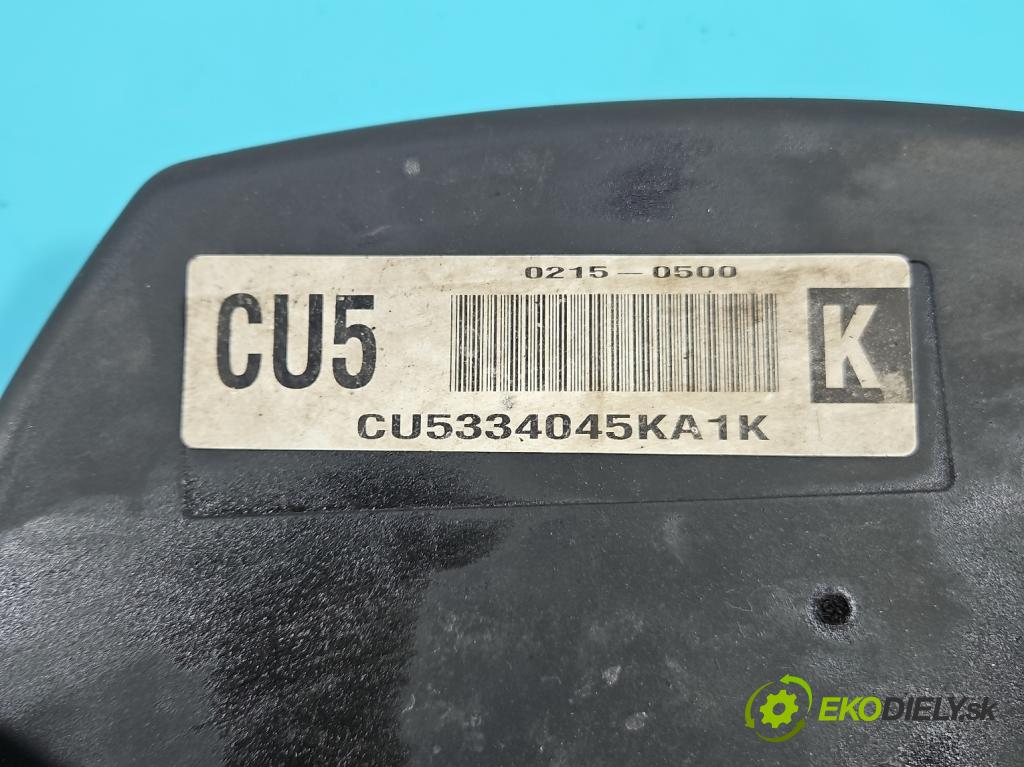 0215-0500
CU5
K
CU5334045KA1K
EKODIELY.sk